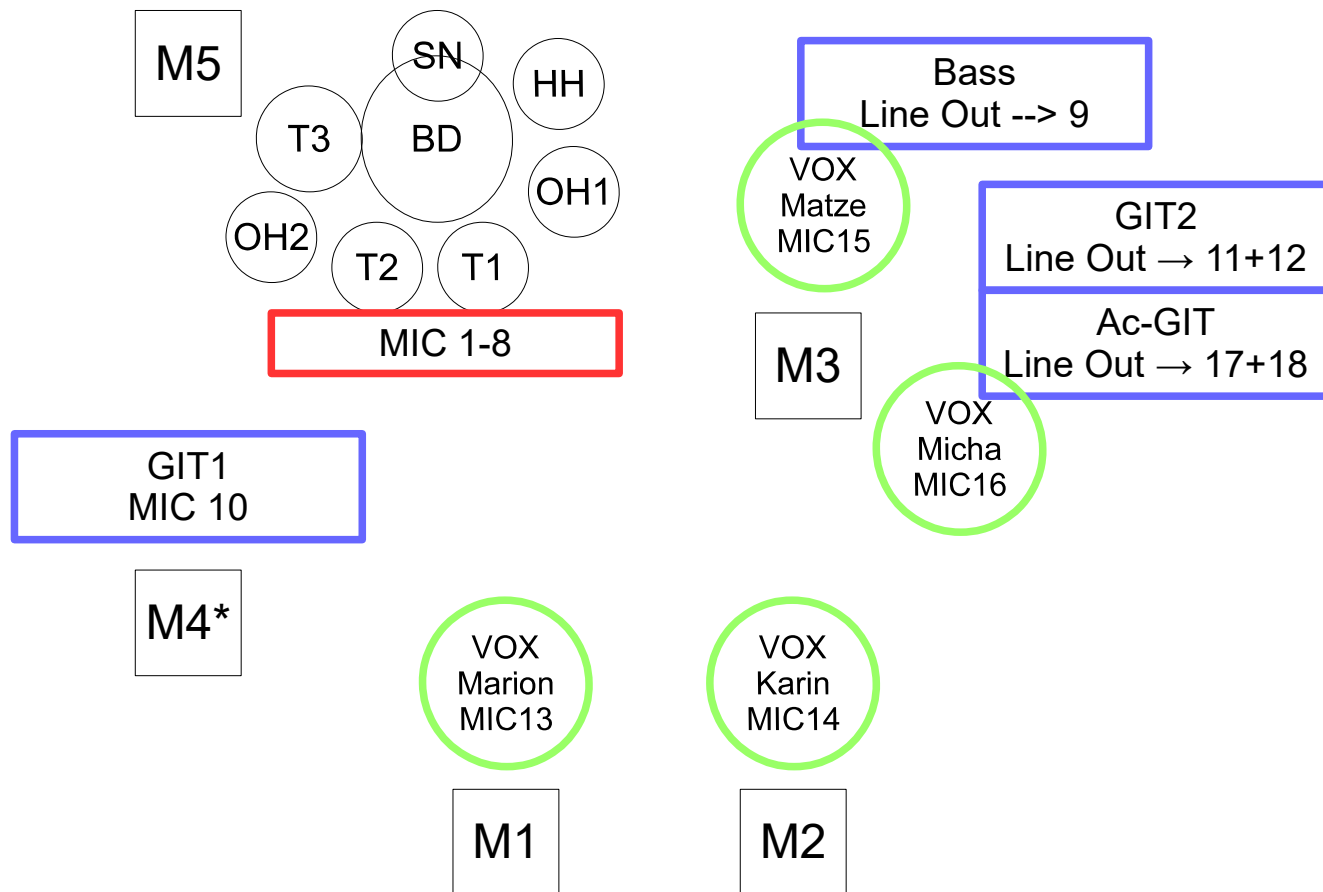 M5
SN
HH
T3
BD
OH1
OH2
T2
T1
MIC 1-8
Bass
Line Out --> 9
VOX
Matze
MIC15
GIT2
Line Out → 11+12
Ac-GIT
Line Out → 17+18
M3
VOX
Micha
MIC16
GIT1
MIC 10
M4*
VOX
Marion
MIC13
VOX
Karin
MIC14
M1
M2